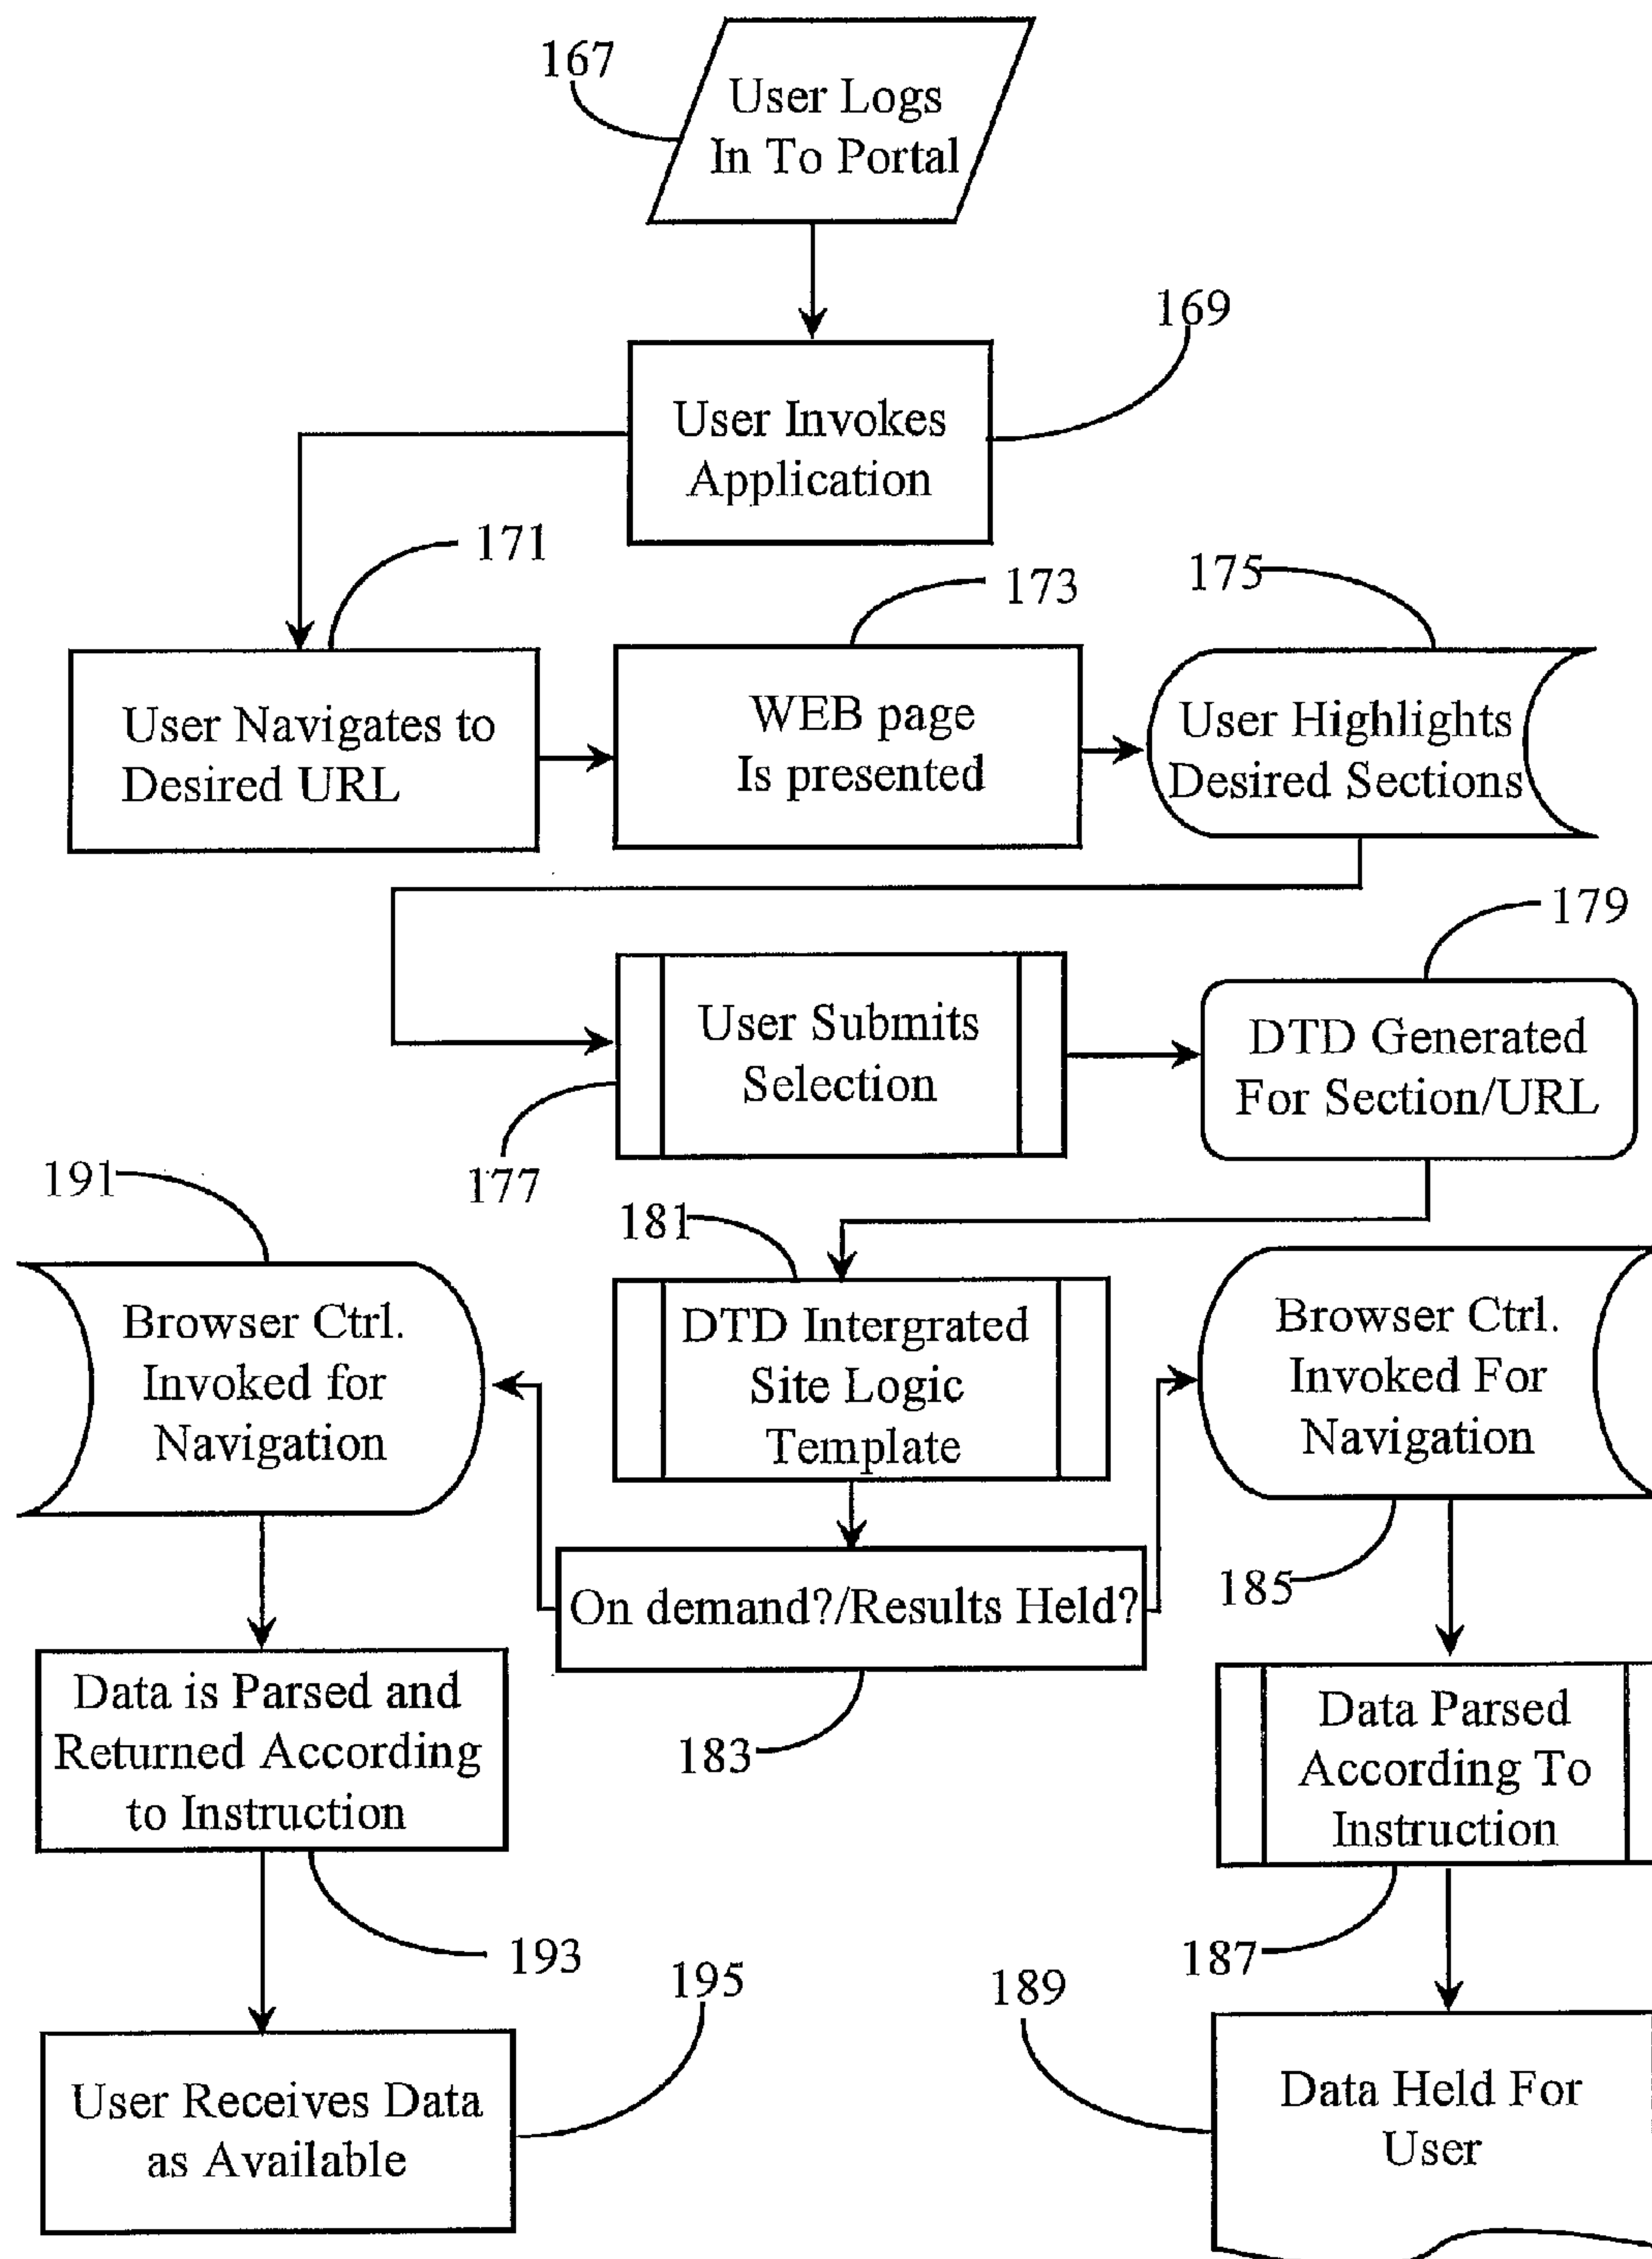 167
User Logs
In To Portal
169
User Invokes
Application
171
173
175
User Navigates to
Desired URL
WEB page
Is presented
User Highlights
Desired Sections
179
User Submits
Selection
DTD Generated
For Section/URL
177
191
181
Browser Ctrl.
Invoked for
Navigation
DTD Intergrated
Site Logic
Template
Browser Ctrl.
Invoked For
Navigation
On demand?/Results Held?
185
183
Data is Parsed and
Returned According
to Instruction
Data Parsed
According To
Instruction
193
187
195
189
User Receives Data
as Available
Data Held For
User